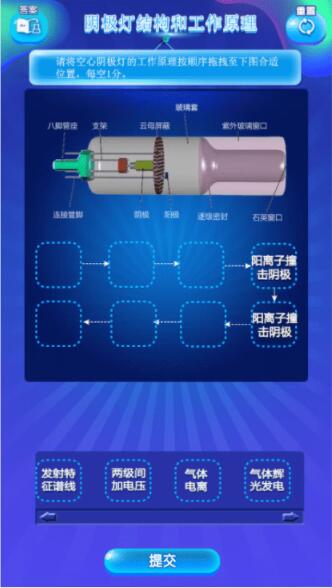 答案
阴极灯结构和工作原理
重置
请将空心阴极灯的工作原理按顺序拖拽至下图合适
位置,每空1分。
玻璃套
八脚管座 支架 云母屏蔽 紫外玻璃窗口
连接管脚 阴极 阳极 逐级密封 石英窗口
阳离子撞
击阴极
阳离子撞
击阴极
发射特
征谱线
两级间
加电压
气体
电离
气体辉
光发电
提交